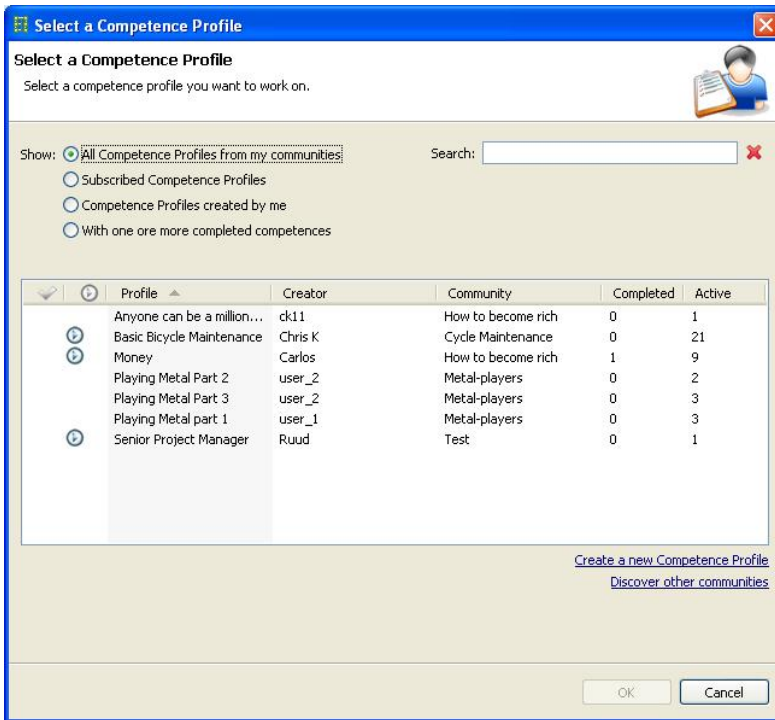 Select a Competence Profile
Select a Competence Profile
Select a competence profile you want to work on.
Show: All Competence Profiles from my communities Search:
Subscribed Competence Profiles
Competence Profiles created by me
With one ore more completed competences
Profile Creator Community Completed Active
Anyone can be a million... ck11 How to become rich 0 1
Basic Bicycle Maintenance Chris K Cycle Maintenance 0 21
Money Carlos How to become rich 1 9
Playing Metal Part 2 user_2 Metal-players 0 2
Playing Metal Part 3 user_2 Metal-players 0 3
Playing Metal part 1 user_1 Metal-players 0 3
Senior Project Manager Ruud Test 0 1
Create a new Competence Profile
Discover other communities
OK Cancel